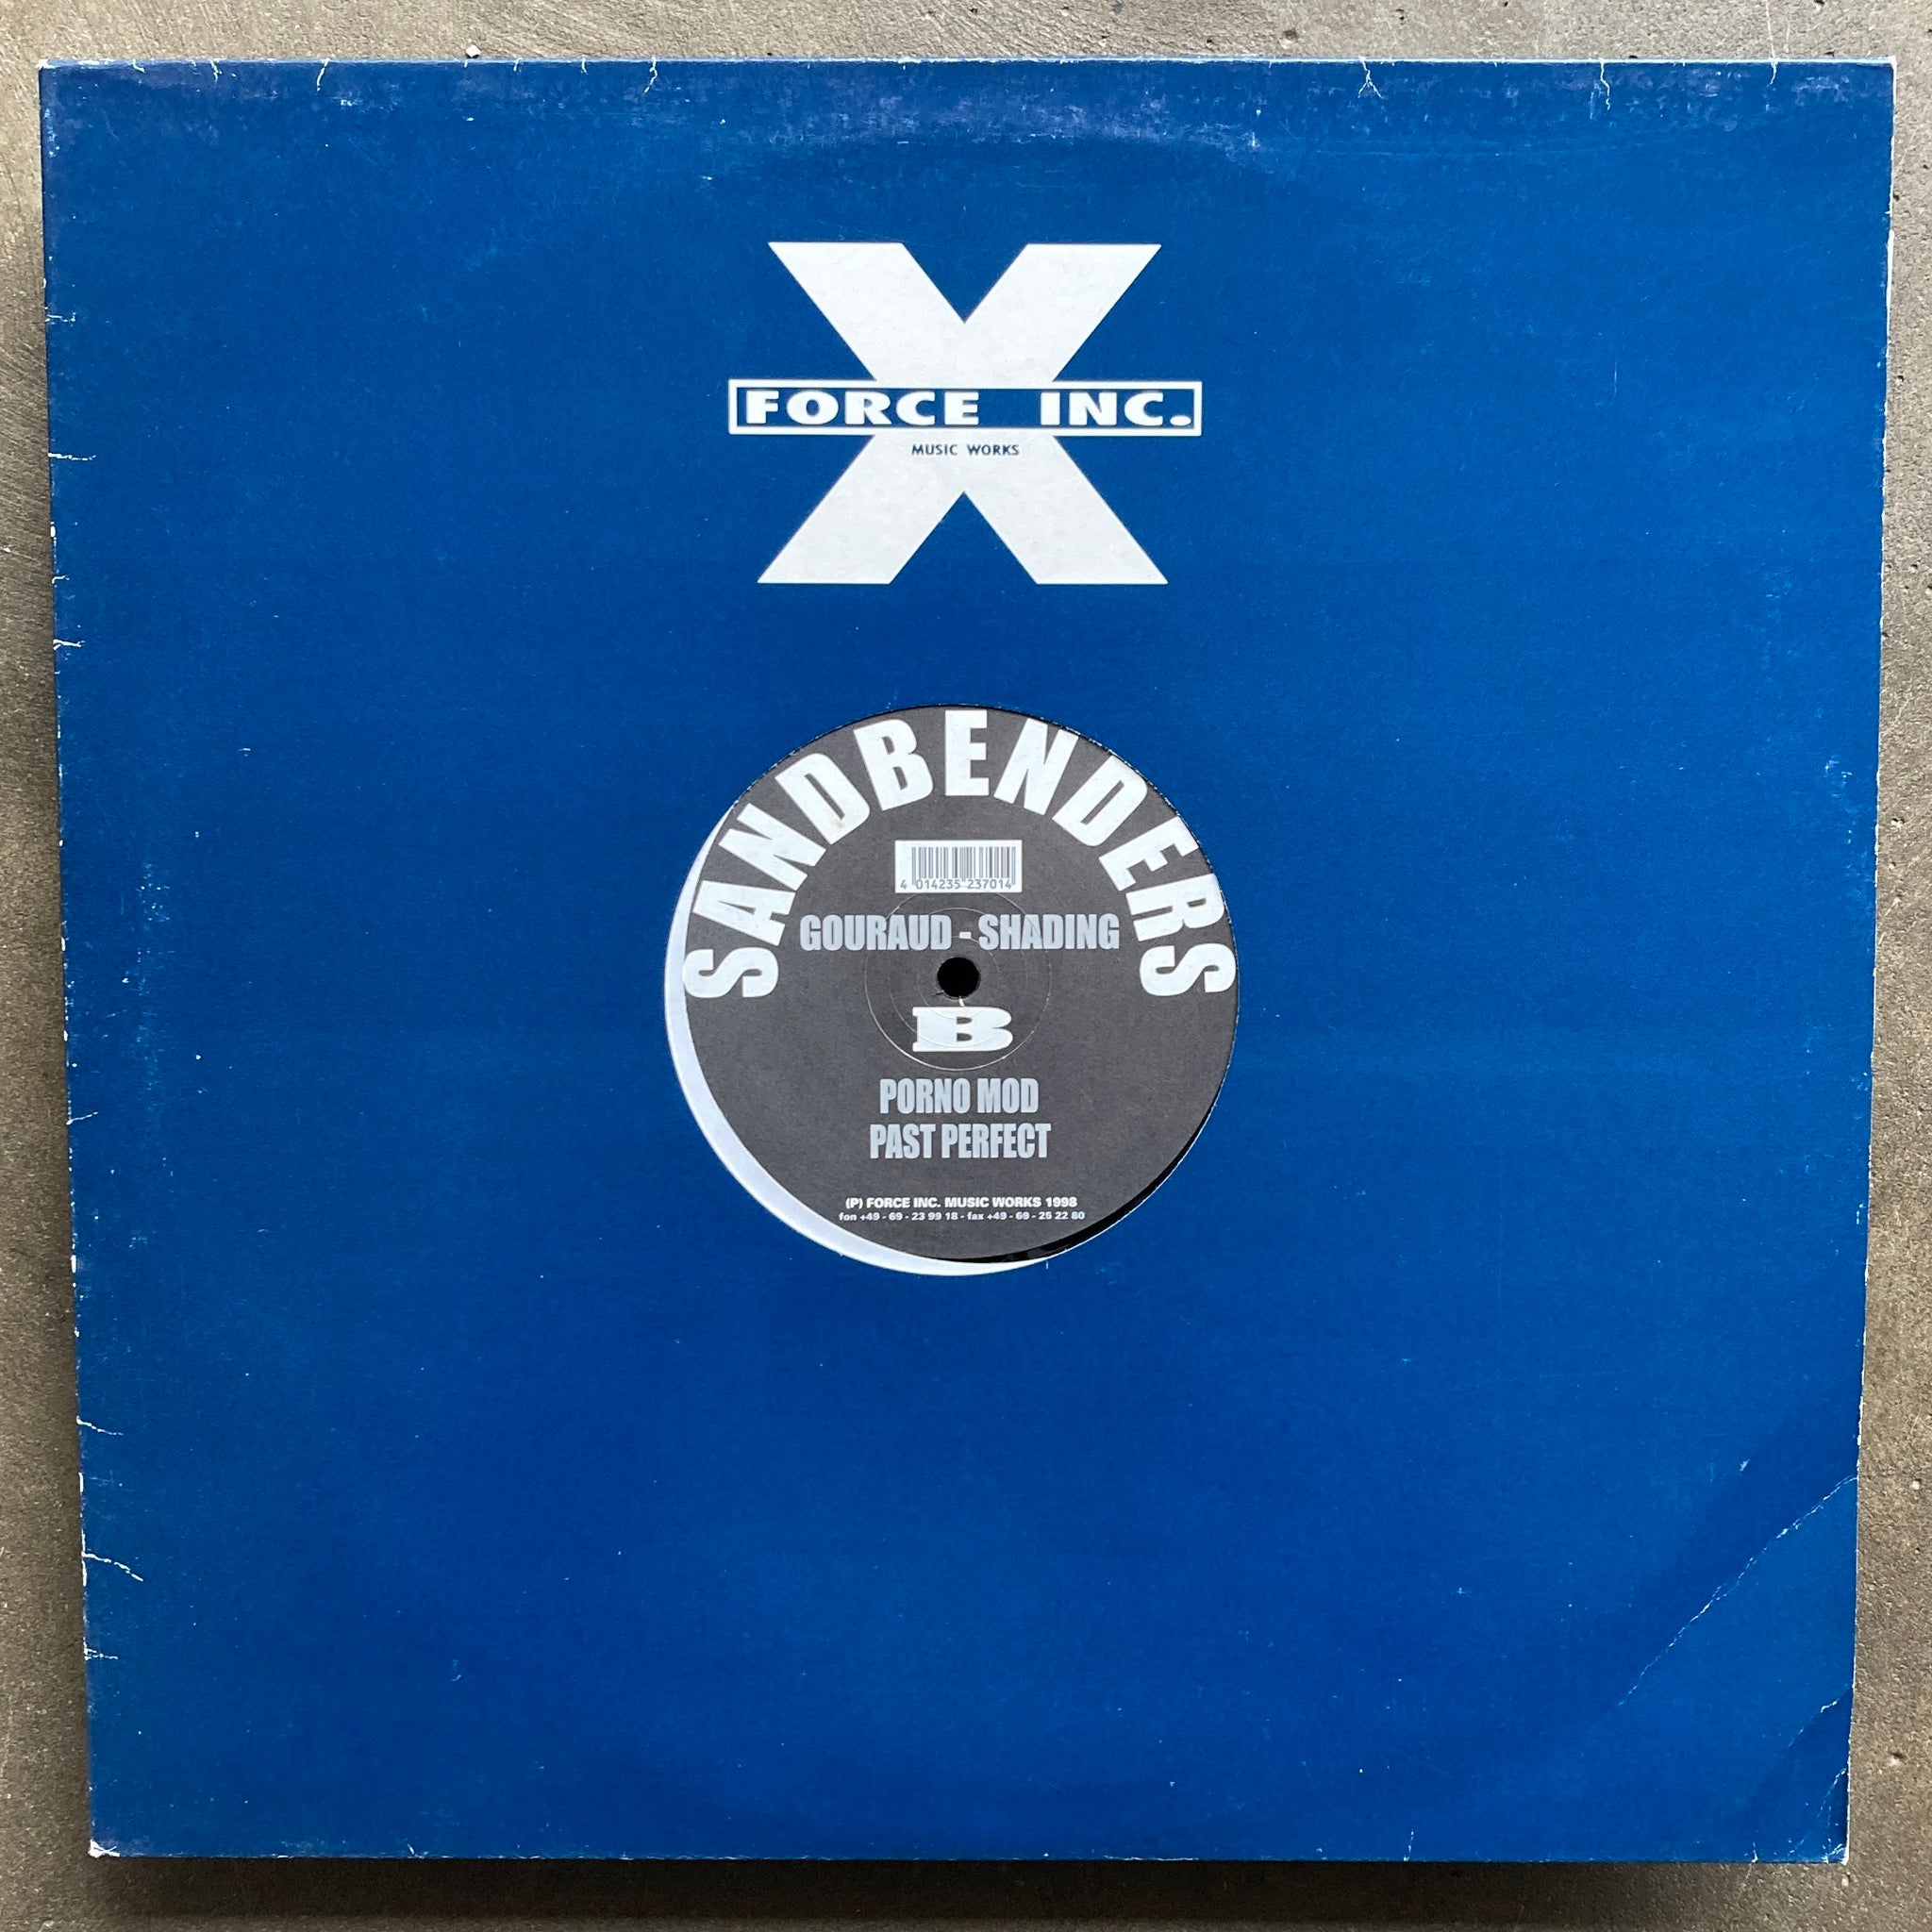 X
FORCE INC.
MUSIC WORKS
SANDBENDERS
4 014235 237014
GOURAUD - SHADING
B
PORNO MOD
PAST PERFECT
(P) FORCE INC. MUSIC WORKS 1998
fon +49 - 69 - 23 99 18 - fax +49 - 69 - 25 22 80